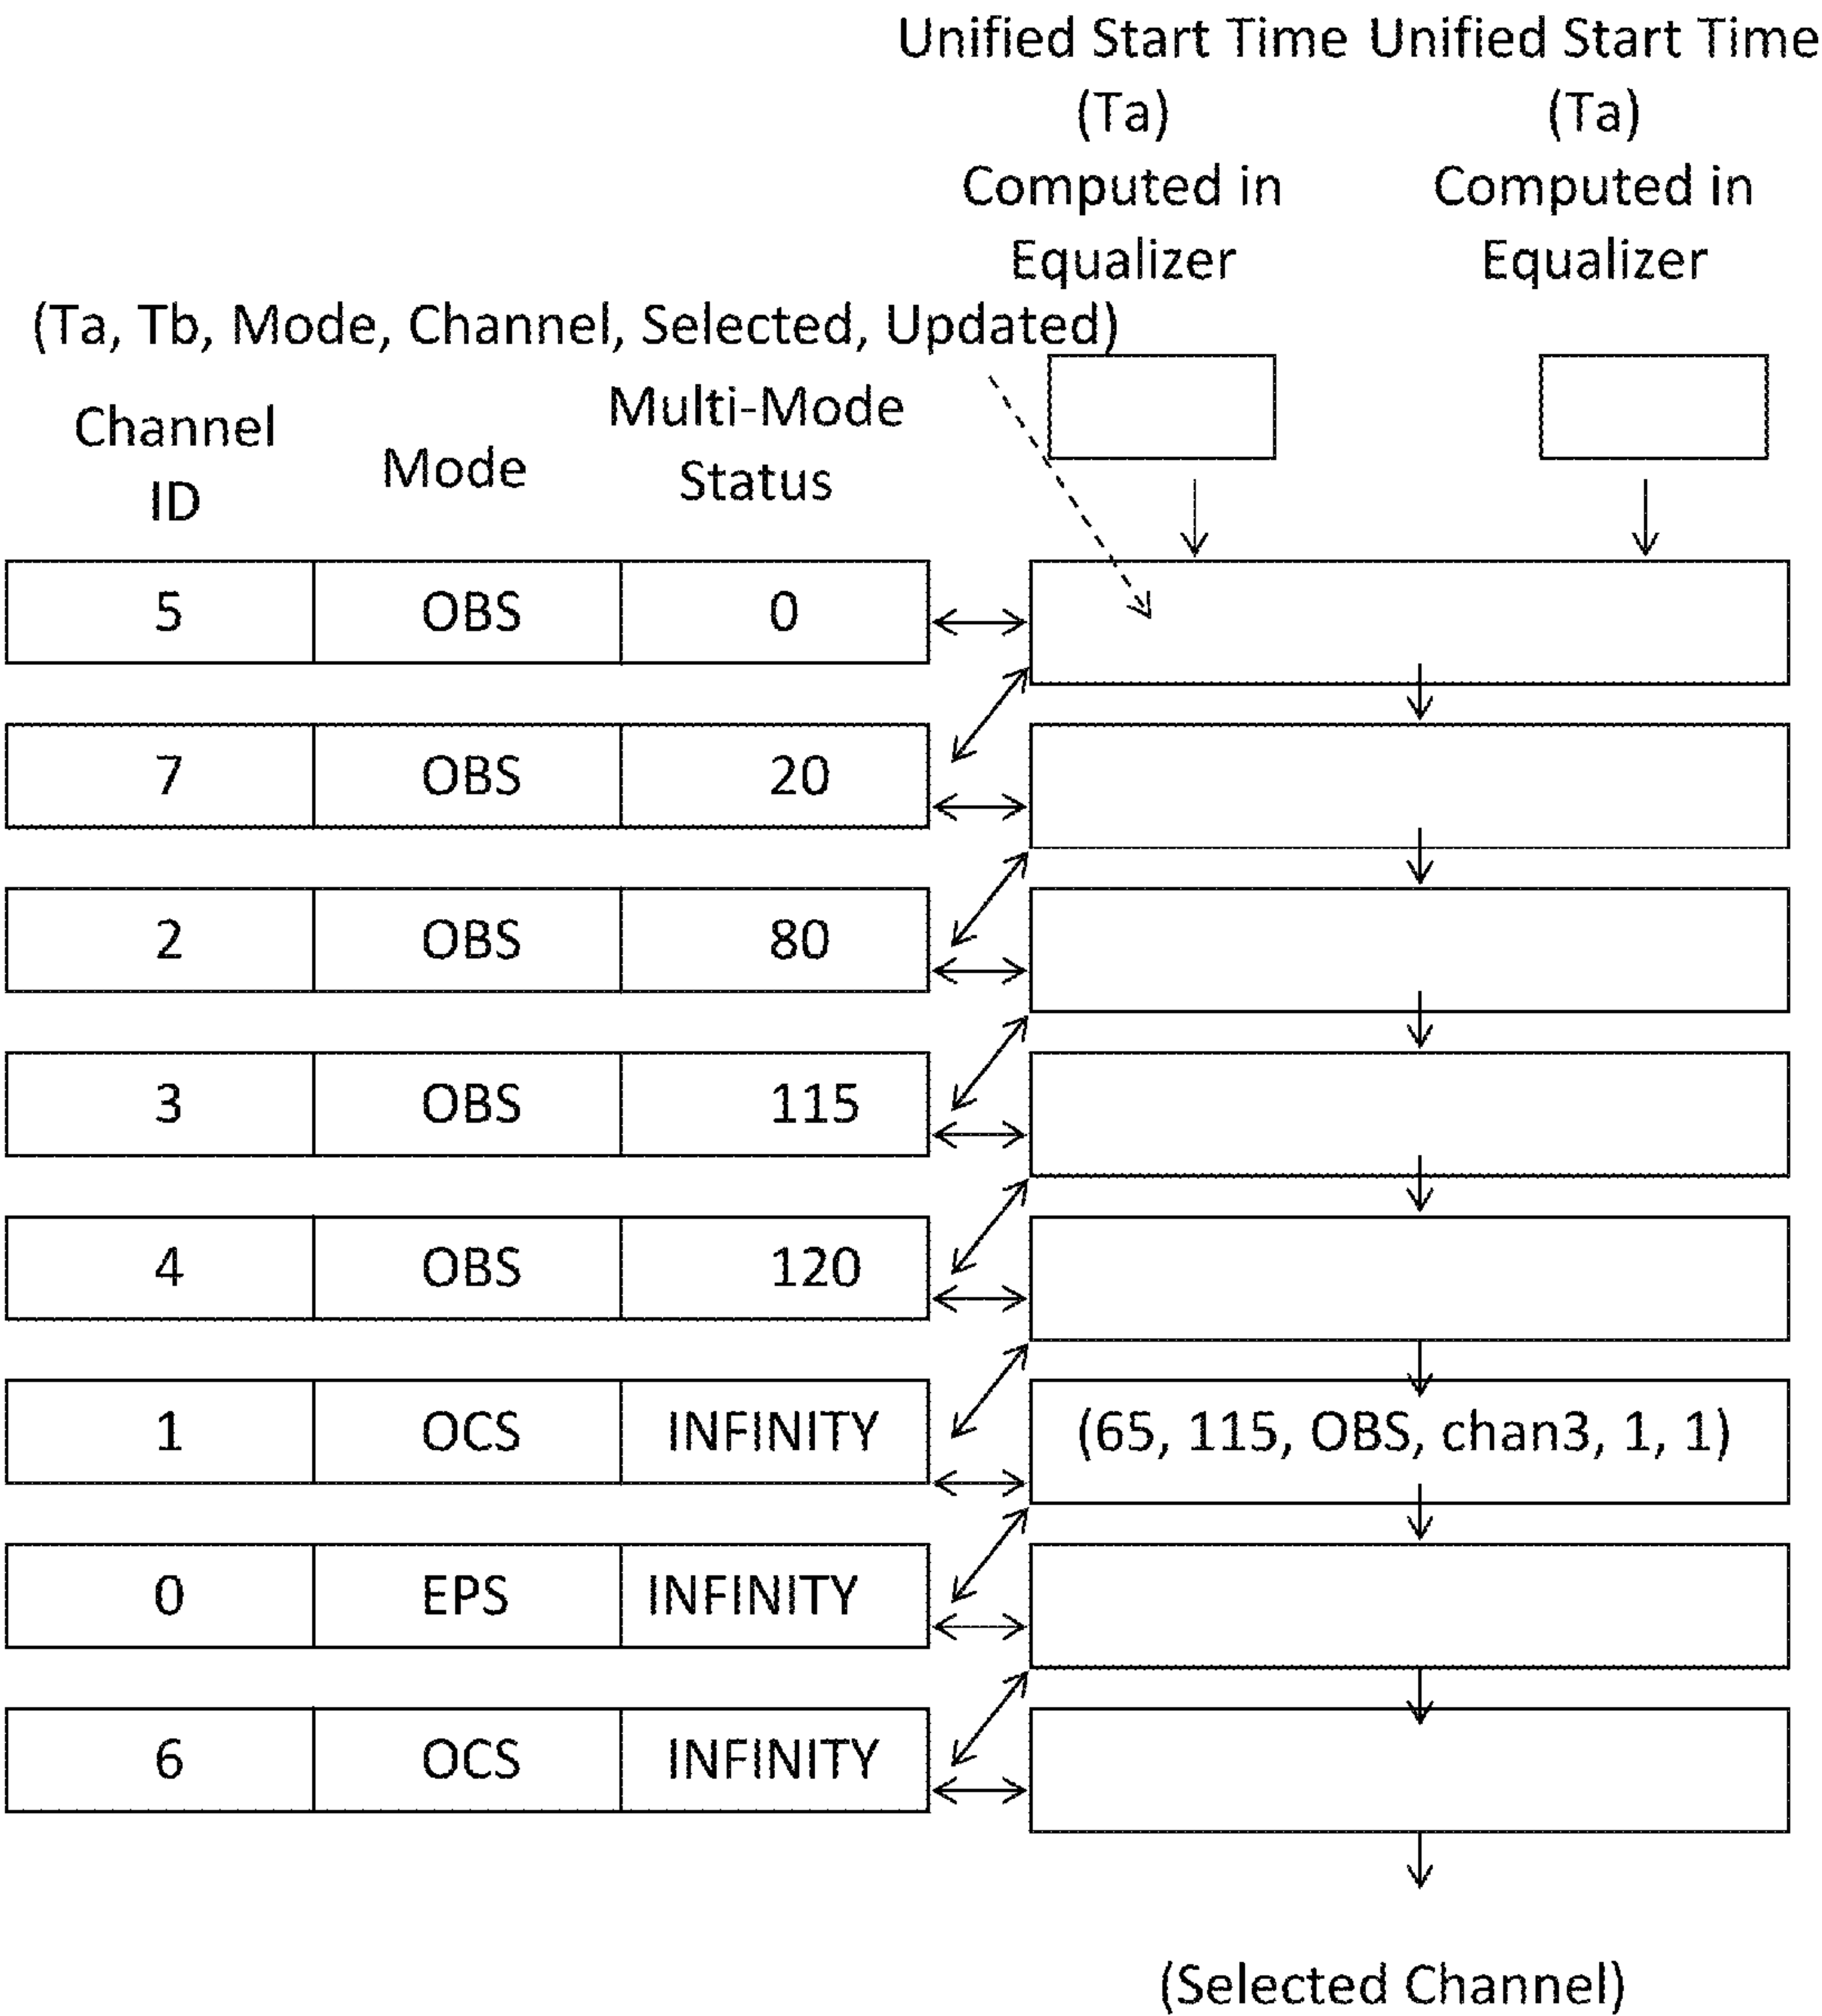 Unified Start Time
(Ta)
Computed in
Equalizer
Unified Start Time
(Ta)
Computed in
Equalizer
(Ta, Tb, Mode, Channel, Selected, Updated)
Channel
ID
Mode
Multi-Mode
Status
5 OBS 0
7 OBS 20
2 OBS 80
3 OBS 115
4 OBS 120
1 OCS INFINITY
(65, 115, OBS, chan3, 1, 1)
0 EPS INFINITY
6 OCS INFINITY
(Selected Channel)